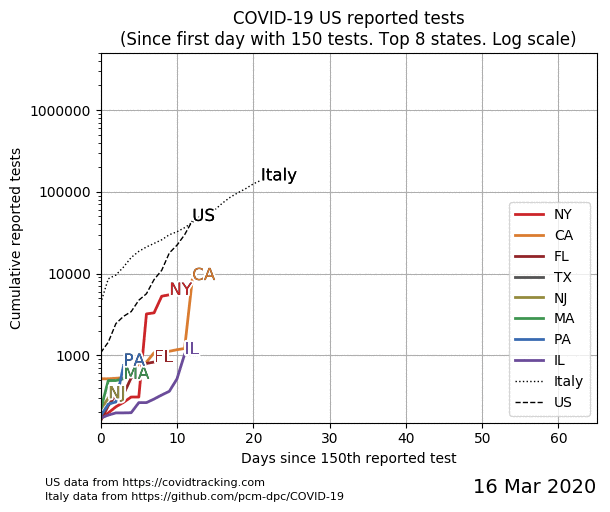 COVID-19 US reported tests
(Since first day with 150 tests. Top 8 states. Log scale)
Cumulative reported tests
1000000
100000
10000
1000
Italy
US
CA
NY
IL
FL
PA
MA
NJ
NY
CA
FL
TX
NJ
MA
PA
IL
Italy
US
0 10 20 30 40 50 60
Days since 150th reported test
US data from https://covidtracking.com
Italy data from https://github.com/pcm-dpc/COVID-19
16 Mar 2020